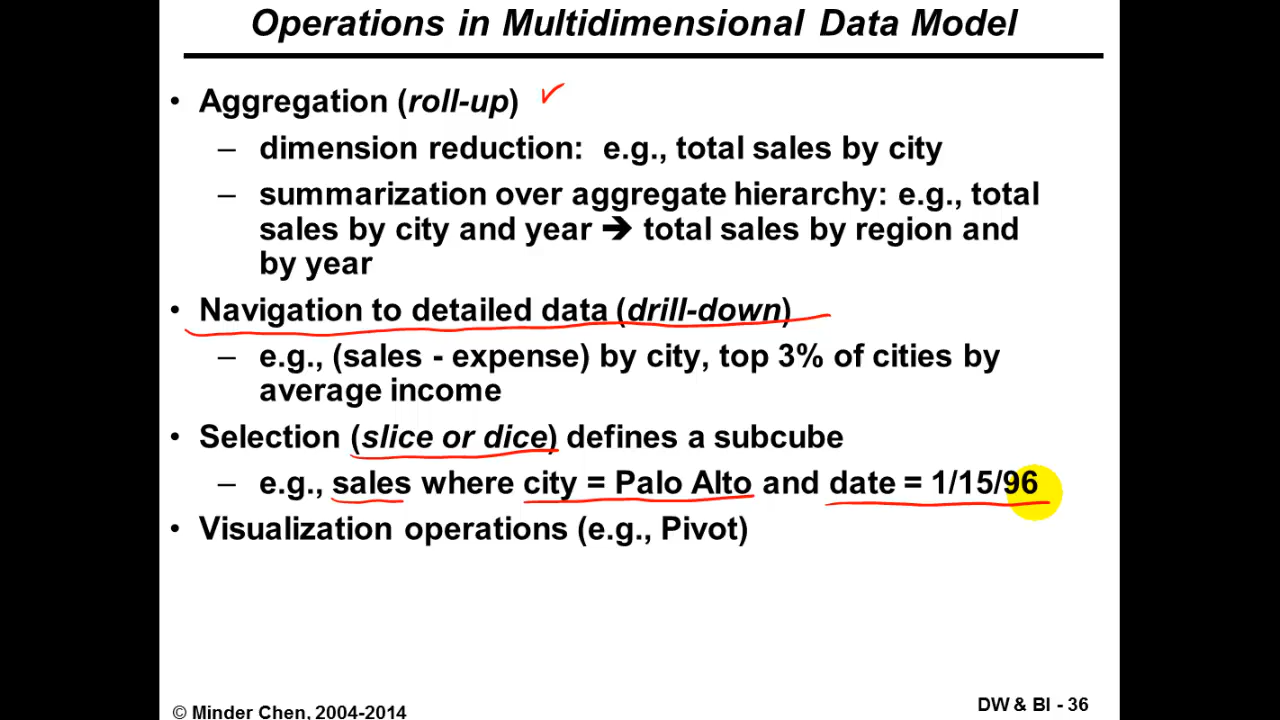 Operations in Multidimensional Data Model
• Aggregation (roll-up)
– dimension reduction: e.g., total sales by city
– summarization over aggregate hierarchy: e.g., total
sales by city and year ➔ total sales by region and
by year
• Navigation to detailed data (drill-down)
– e.g., (sales - expense) by city, top 3% of cities by
average income
• Selection (slice or dice) defines a subcube
– e.g., sales where city = Palo Alto and date = 1/15/96
• Visualization operations (e.g., Pivot)
© Minder Chen, 2004-2014
DW & BI - 36